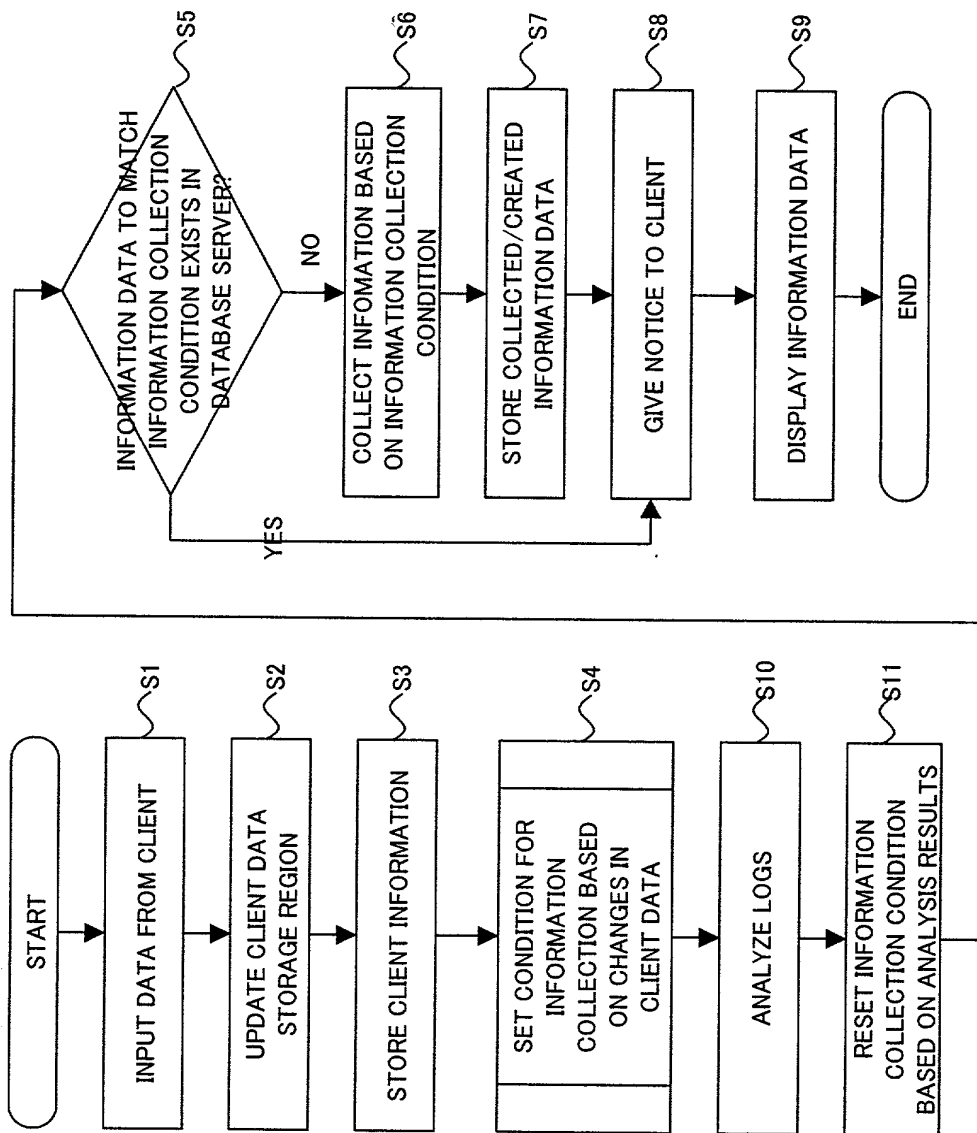 START
INPUT DATA FROM CLIENT
S1
UPDATE CLIENT DATA
STORAGE REGION
S2
STORE CLIENT INFORMATION
S3
SET CONDITION FOR
INFORMATION
COLLECTION BASED
ON CHANGES IN
CLIENT DATA
S4
ANALYZE LOGS
S10
RESET INFORMATION
COLLECTION CONDITION
BASED ON ANALYSIS RESULTS
S11
INFORMATION DATA TO MATCH
INFORMATION COLLECTION
CONDITION EXISTS IN
DATABASE SERVER?
S5
YES
NO
COLLECT INFOMATION BASED
ON INFORMATION COLLECTION
CONDITION
S6
STORE COLLECTED/CREATED
INFORMATION DATA
S7
GIVE NOTICE TO CLIENT
S8
DISPLAY INFORMATION DATA
S9
END